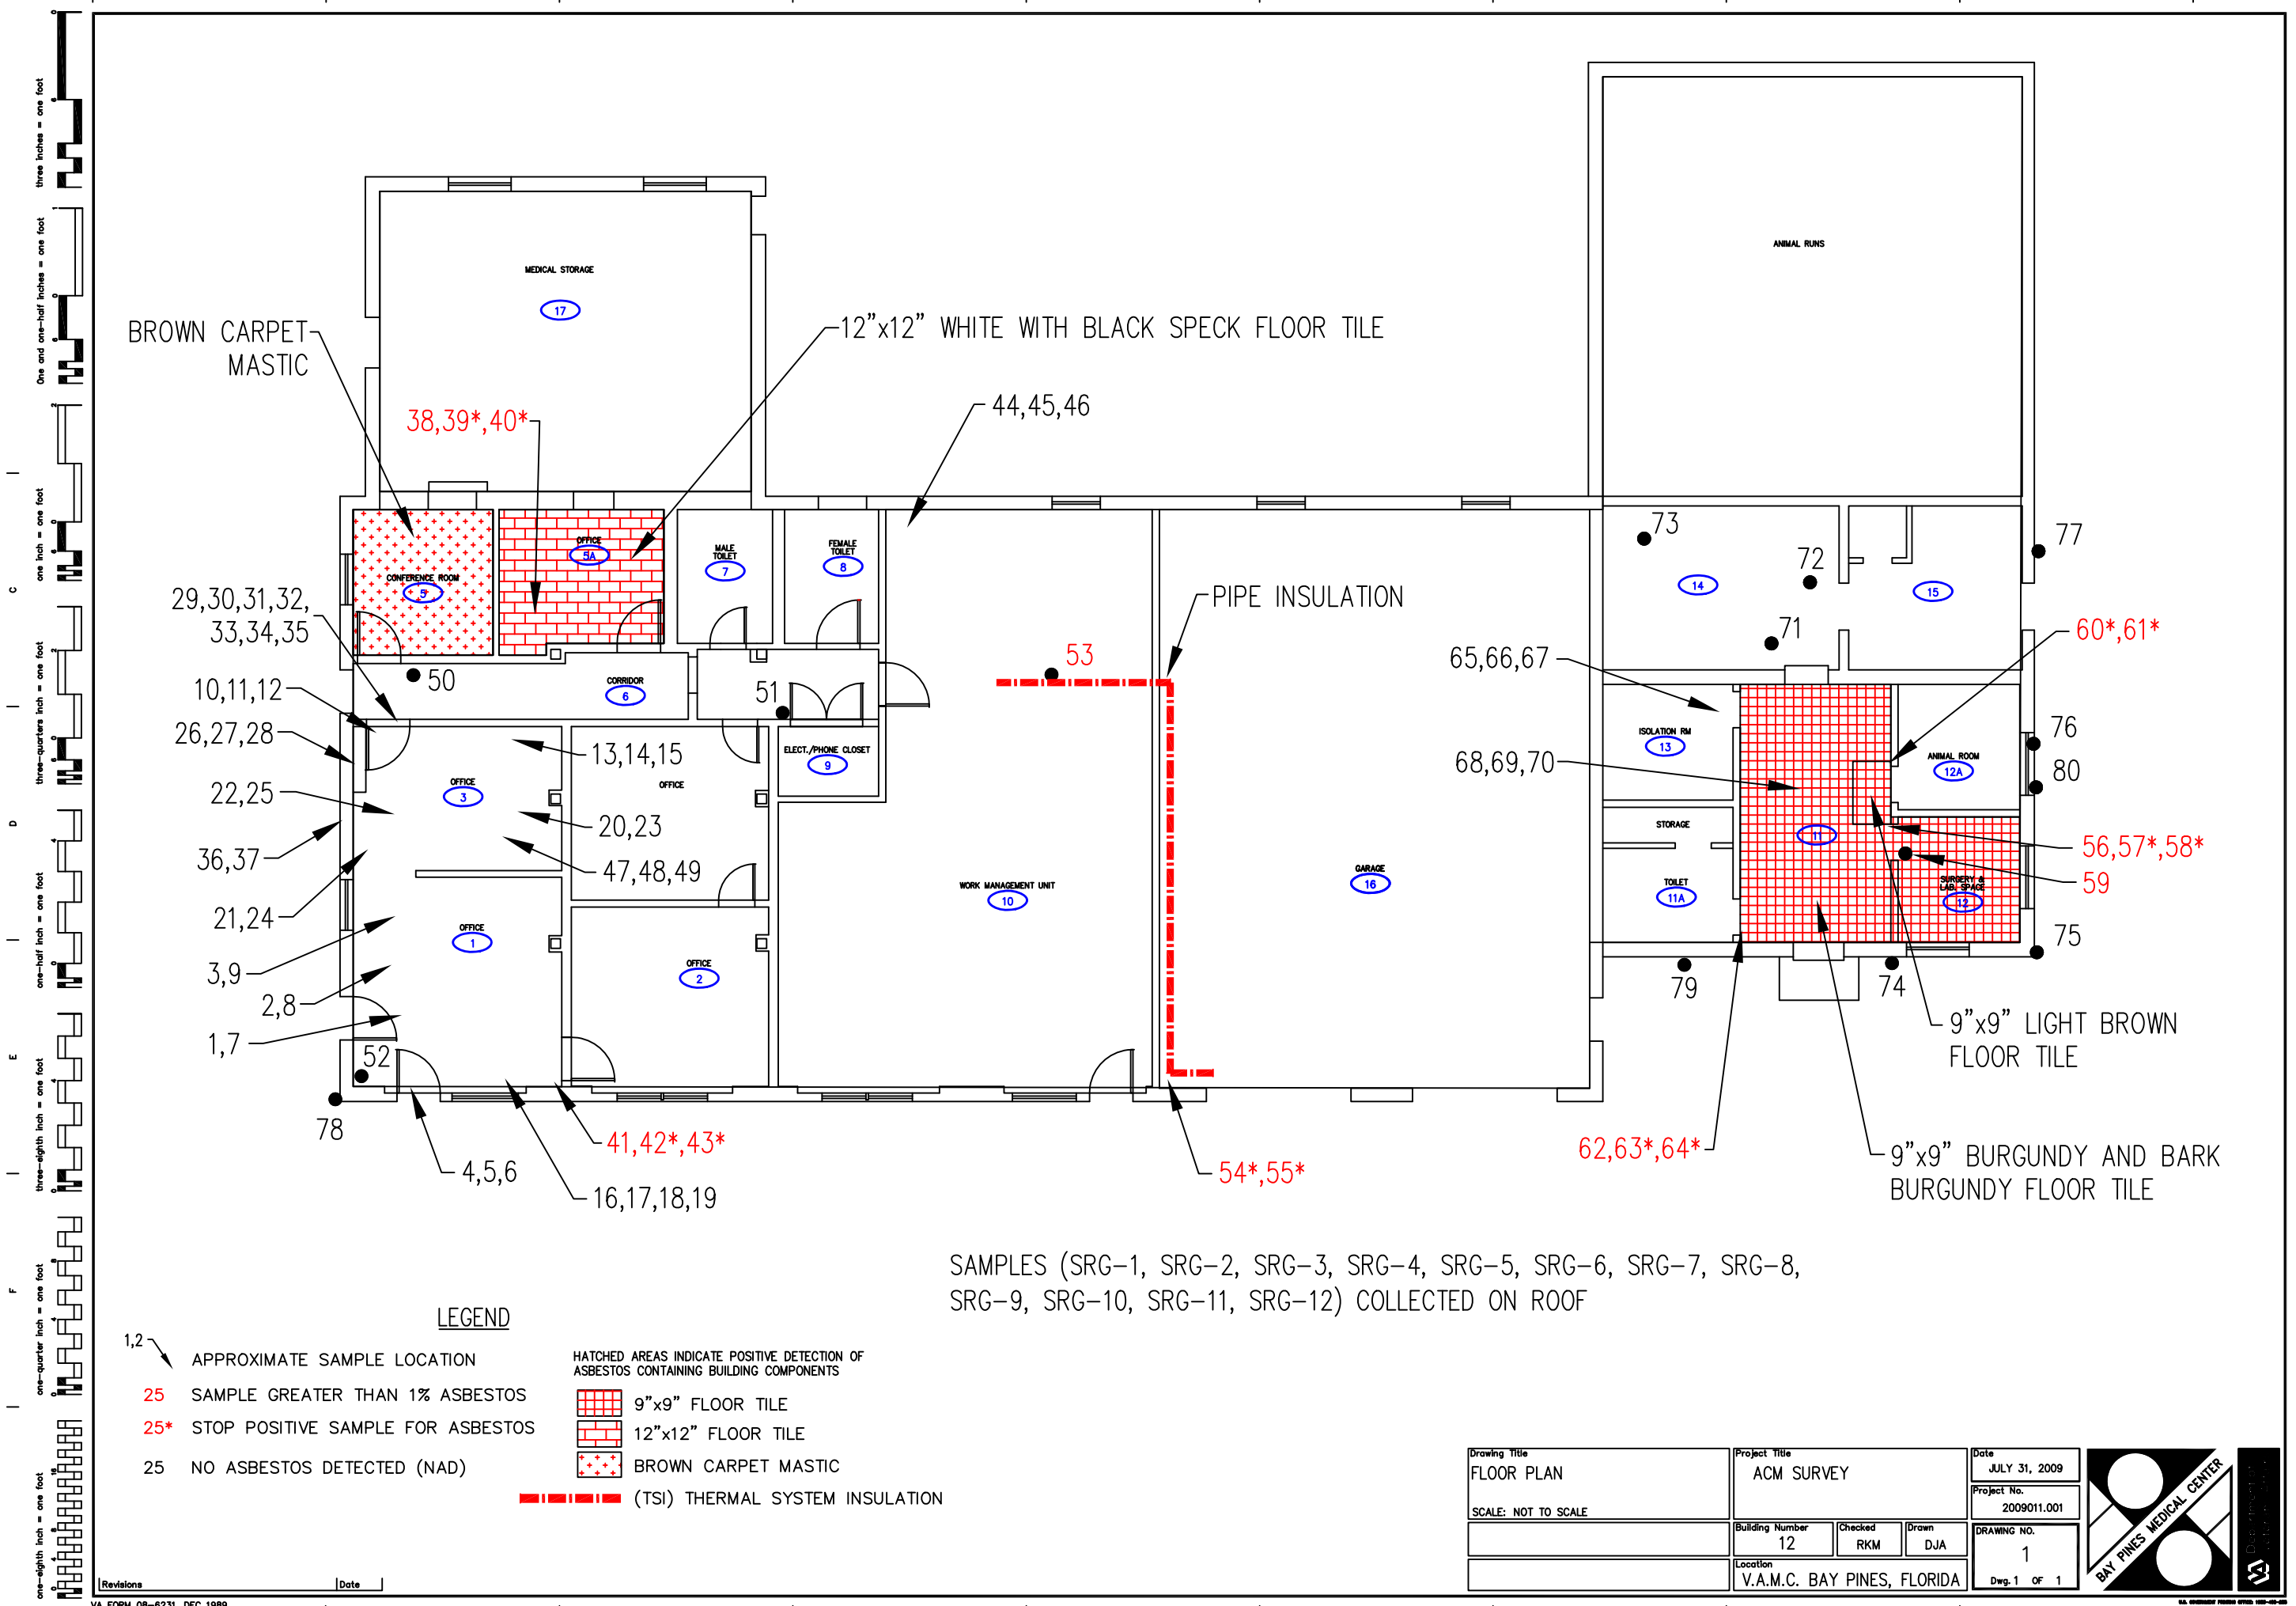 three inches = one foot
One and one-half inches = one foot
one inch = one foot
three-quarters inch = one foot
one-half inch = one foot
three-eighth inch = one foot
one-quarter inch = one foot
one-eighth inch = one foot
C
D
E
F
ANIMAL RUNS
MEDICAL STORAGE
17
BROWN CARPET
MASTIC
12"x12" WHITE WITH BLACK SPECK FLOOR TILE
38,39*,40*
44,45,46
OFFICE
5A
MALE
TOILET
7
FEMALE
TOILET
8
CONFERENCE ROOM
5
73
72
77
14
15
71
29,30,31,32,
33,34,35
PIPE INSULATION
60*,61*
53
65,66,67
50
10,11,12
CORRIDOR
6
51
26,27,28
13,14,15
ELECT./PHONE CLOSET
9
ISOLATION RM
13
76
ANIMAL ROOM
12A
80
68,69,70
22,25
OFFICE
3
OFFICE
20,23
STORAGE
11
36,37
47,48,49
56,57*,58*
59
GARAGE
16
WORK MANAGEMENT UNIT
10
TOILET
11A
SURGERY &
LAB. SPACE
12
21,24
OFFICE
1
OFFICE
2
75
3,9
2,8
79
74
1,7
52
9"x9" LIGHT BROWN
FLOOR TILE
78
41,42*,43*
62,63*,64*
9"x9" BURGUNDY AND BARK
BURGUNDY FLOOR TILE
4,5,6
54*,55*
16,17,18,19
SAMPLES (SRG-1, SRG-2, SRG-3, SRG-4, SRG-5, SRG-6, SRG-7, SRG-8,
SRG-9, SRG-10, SRG-11, SRG-12) COLLECTED ON ROOF
LEGEND
1,2
APPROXIMATE SAMPLE LOCATION
25 SAMPLE GREATER THAN 1% ASBESTOS
25* STOP POSITIVE SAMPLE FOR ASBESTOS
25 NO ASBESTOS DETECTED (NAD)
HATCHED AREAS INDICATE POSITIVE DETECTION OF
ASBESTOS CONTAINING BUILDING COMPONENTS
9"x9" FLOOR TILE
12"x12" FLOOR TILE
BROWN CARPET MASTIC
(TSI) THERMAL SYSTEM INSULATION
Drawing Title
FLOOR PLAN
SCALE: NOT TO SCALE
Project Title
ACM SURVEY
Date
JULY 31, 2009
Project No.
2009011.001
Building Number
12
Checked
RKM
Drawn
DJA
DRAWING NO.
1
Dwg. 1 OF 1
Location
V.A.M.C. BAY PINES, FLORIDA
BAY PINES MEDICAL CENTER
Revisions
Date
VA FORM 08-6231, DEC 1989